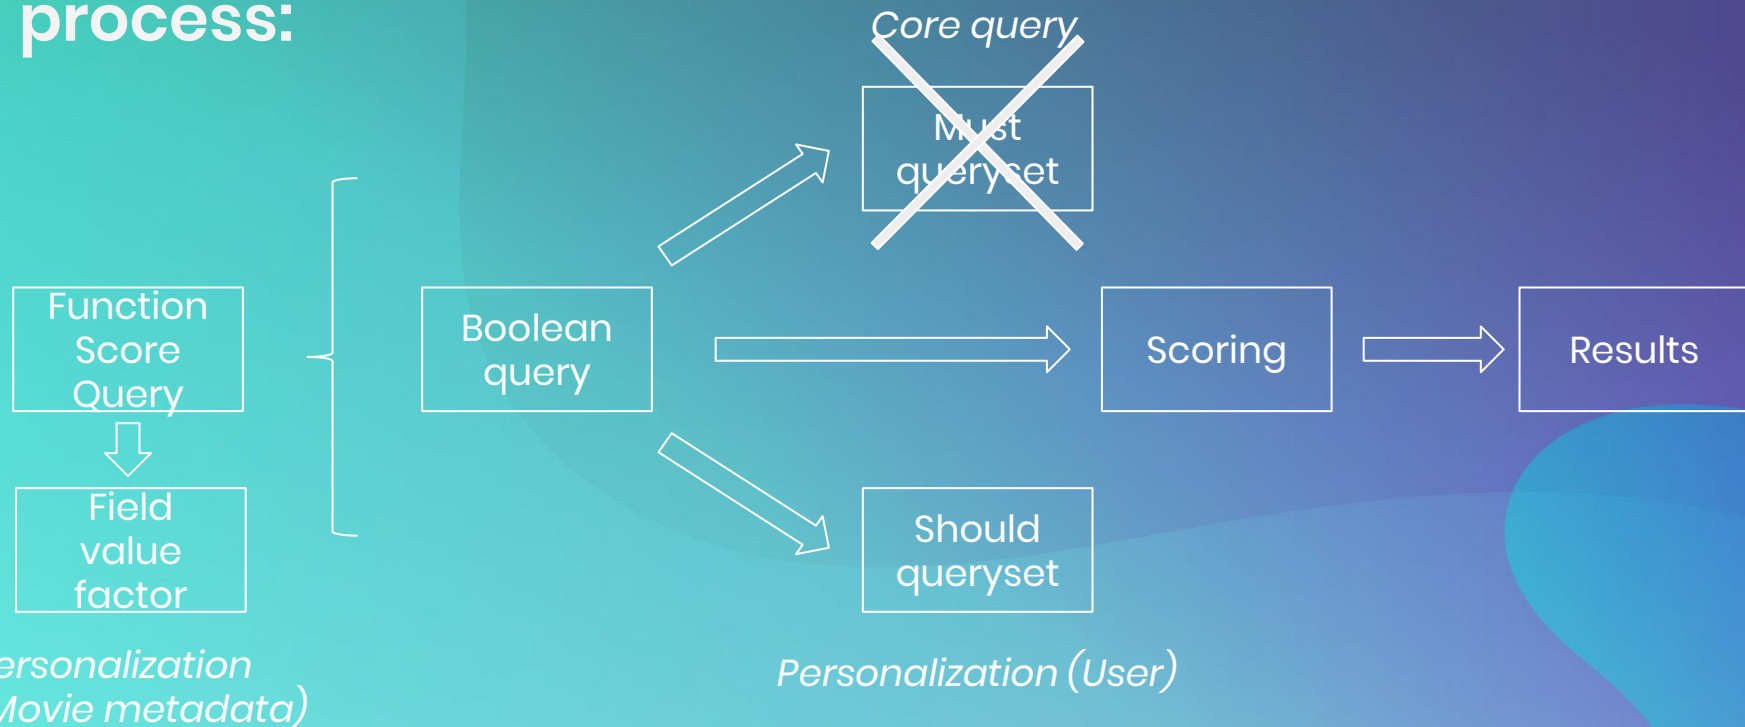 process:
Core query
Must
queryset
Function
Score
Query
Boolean
query
Scoring
Results
Field
value
factor
Should
queryset
ersonalization
Movie metadata)
Personalization (User)